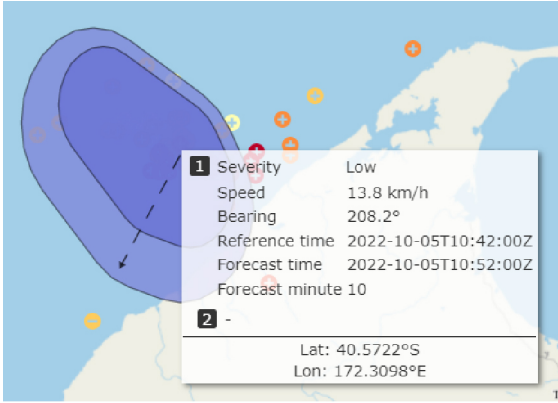 1 Severity Low
Speed 13.8 km/h
Bearing 208.2°
Reference time 2022-10-05T10:42:00Z
Forecast time 2022-10-05T10:52:00Z
Forecast minute 10
2 -
Lat: 40.5722°S
Lon: 172.3098°E